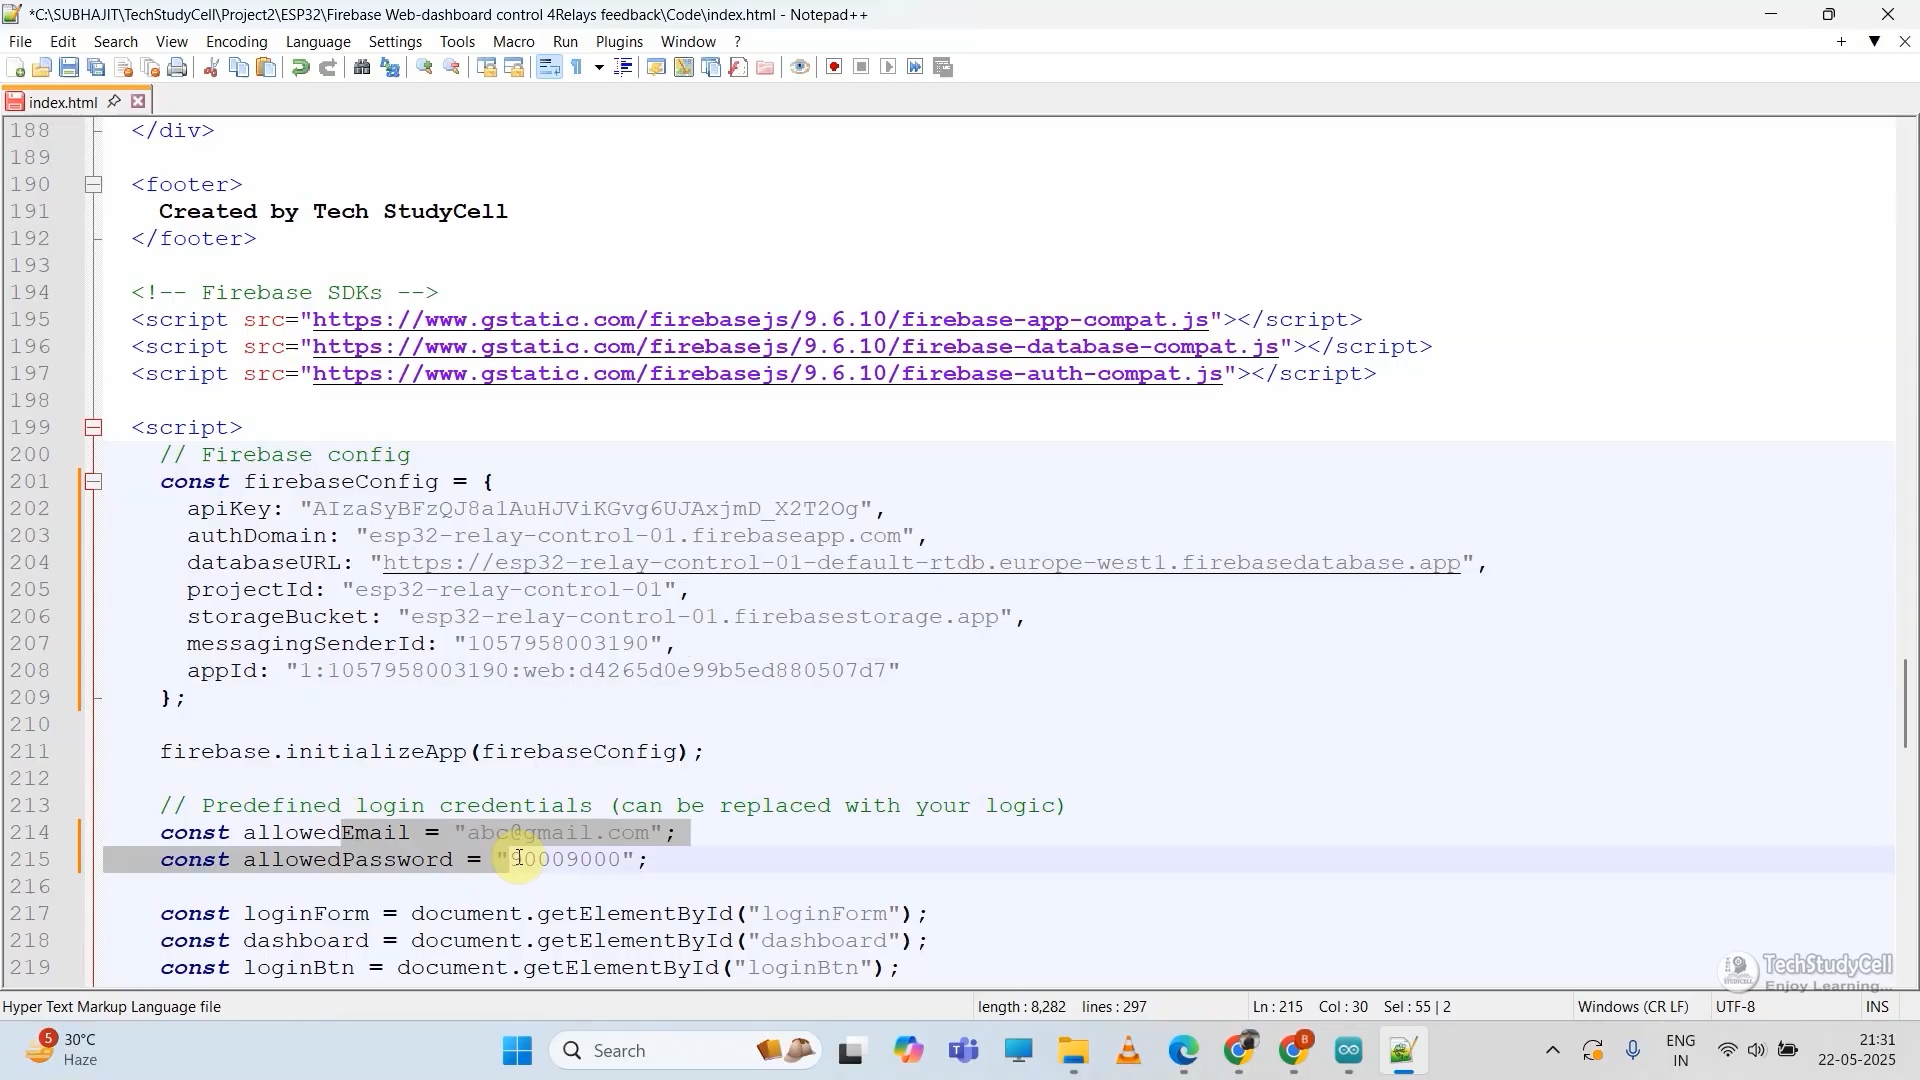 *C:\SUBHAJIT\TechStudyCell\Project2\ESP32\Firebase Web-dashboard control 4Relays feedback\Code\index.html - Notepad++
File Edit Search View Encoding Language Settings Tools Macro Run Plugins Window ?
index.html
188 </div>
189
190 <footer>
191 Created by Tech StudyCell
192 </footer>
193
194 <!-- Firebase SDKs -->
195 <script src="https://www.gstatic.com/firebasejs/9.6.10/firebase-app-compat.js"></script>
196 <script src="https://www.gstatic.com/firebasejs/9.6.10/firebase-database-compat.js"></script>
197 <script src="https://www.gstatic.com/firebasejs/9.6.10/firebase-auth-compat.js"></script>
198
199 <script>
200 // Firebase config
201 const firebaseConfig = {
202 apiKey: "AIzaSyBFzQJ8a1AuHJViKGvg6UJAxjmD_X2T2Og",
203 authDomain: "esp32-relay-control-01.firebaseapp.com",
204 databaseURL: "https://esp32-relay-control-01-default-rtdb.europe-west1.firebasedatabase.app",
205 projectId: "esp32-relay-control-01",
206 storageBucket: "esp32-relay-control-01.firebasestorage.app",
207 messagingSenderId: "1057958003190",
208 appId: "1:1057958003190:web:d4265d0e99b5ed880507d7"
209 };
210
211 firebase.initializeApp(firebaseConfig);
212
213 // Predefined login credentials (can be replaced with your logic)
214 const allowedEmail = "abc@gmail.com";
215 const allowedPassword = "90009000";
216
217 const loginForm = document.getElementById("loginForm");
218 const dashboard = document.getElementById("dashboard");
219 const loginBtn = document.getElementById("loginBtn");
TechStudyCell
Enjoy Learning...
Hyper Text Markup Language file length : 8,282 lines : 297 Ln : 215 Col : 30 Sel : 55 | 2 Windows (CR LF) UTF-8 INS
5 30°C
Haze
Search
ENG
IN
21:31
22-05-2025